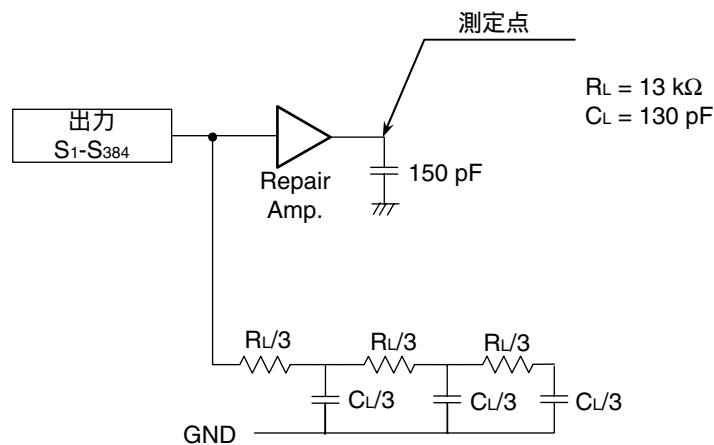 測定点
RL = 13 kΩ
CL = 130 pF
出力
S1-S384
150 pF
Repair
Amp.
RL/3
RL/3
RL/3
CL/3
CL/3
CL/3
GND